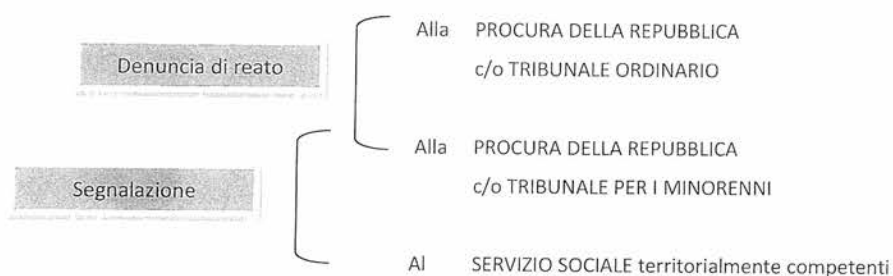 Alla PROCURA DELLA REPUBBLICA
Denuncia di reato
c/o TRIBUNALE ORDINARIO
Alla PROCURA DELLA REPUBBLICA
Segnalazione
c/o TRIBUNALE PER I MINORENNI
Al SERVIZIO SOCIALE territorialmente competenti